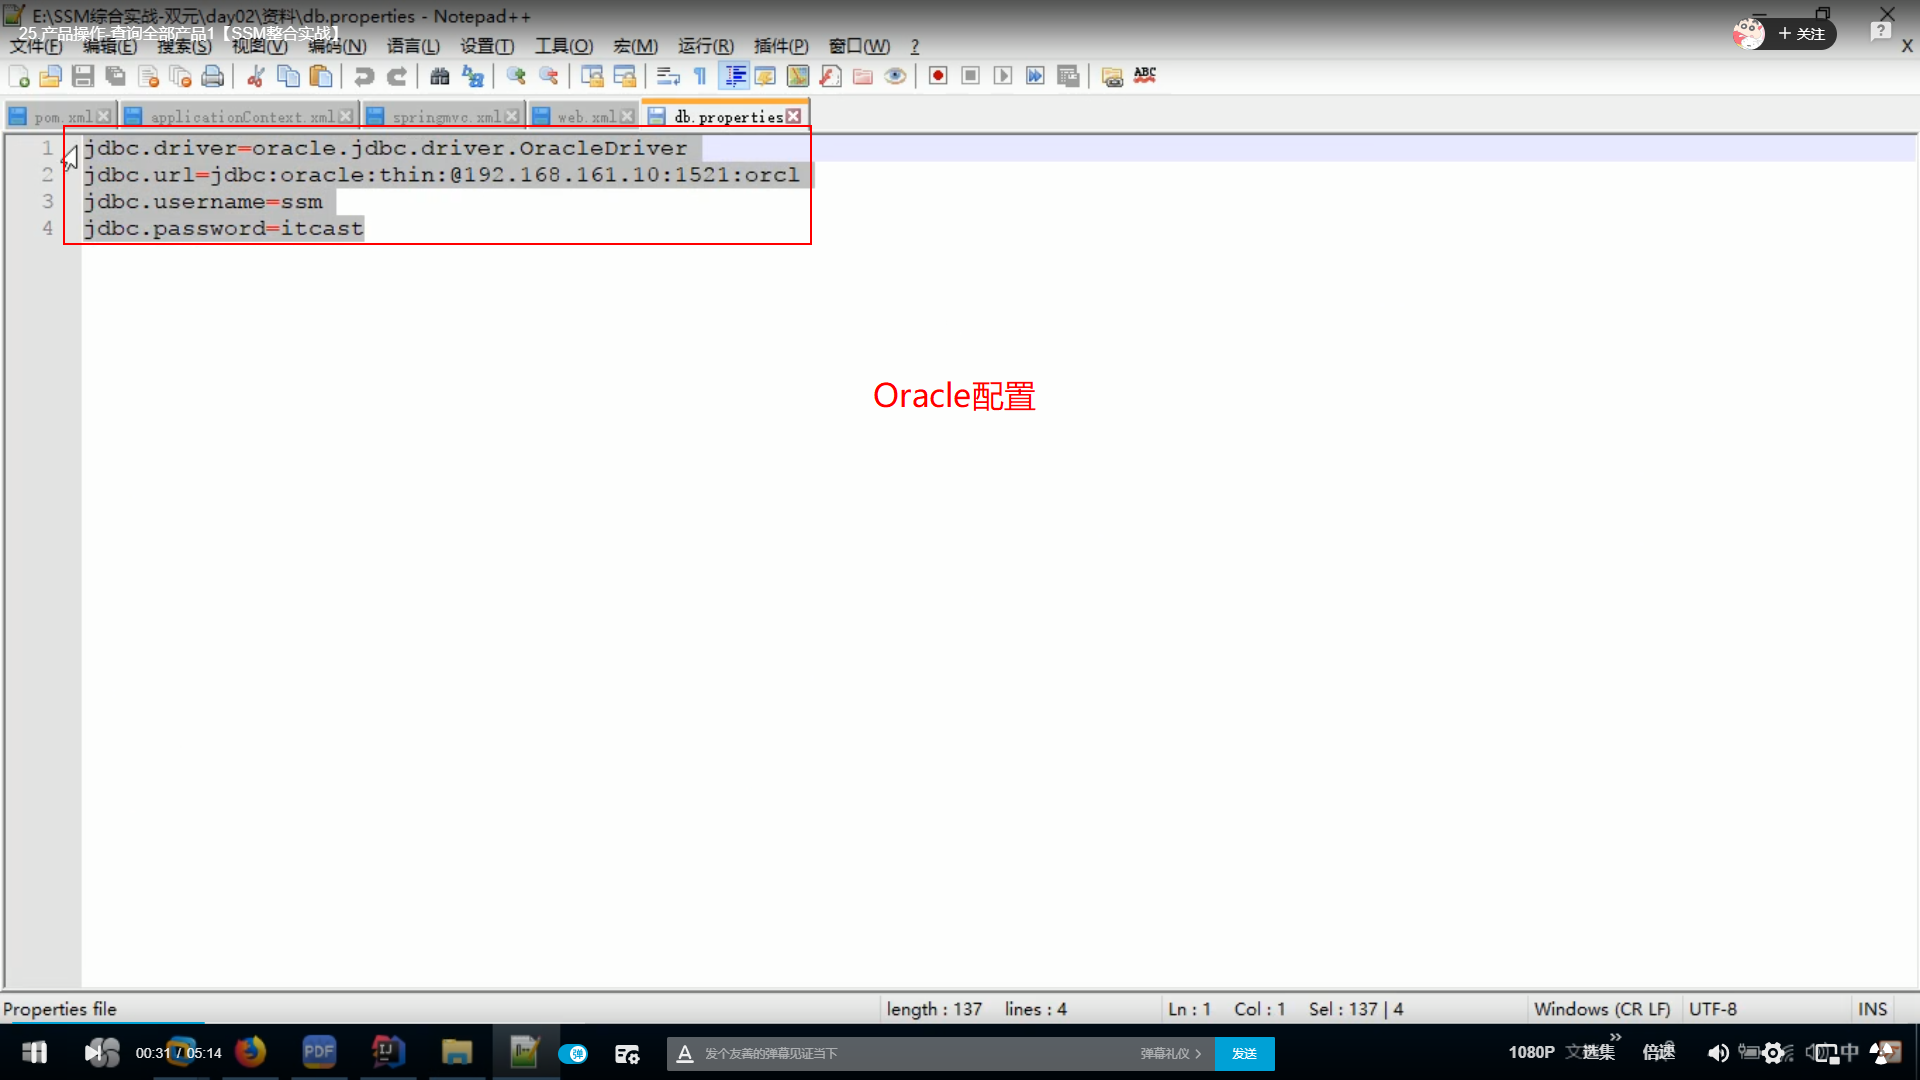 E:\SSM综合实战-双元\day02\资料\db.properties - Notepad++
25.产品操作-查询全部产品1【SSM整合实战】
+ 关注
文件(F) 编辑(E) 搜索(S) 视图(V) 编码(N) 语言(L) 设置(T) 工具(O) 宏(M) 运行(R) 插件(P) 窗口(W) ? X
ABC
pom.xml applicationContext.xml springmvc.xml web.xml db.properties
1 jdbc.driver=oracle.jdbc.driver.OracleDriver
2 jdbc.url=jdbc:oracle:thin:@192.168.161.10:1521:orcl
3 jdbc.username=ssm
4 jdbc.password=itcast
Oracle配置
Properties file length : 137 lines : 4 Ln : 1 Col : 1 Sel : 137 | 4 Windows (CR LF) UTF-8 INS
00:31 / 05:14 PDF IJ 弹 A 发个友善的弹幕见证当下 弹幕礼仪 > 发送 1080P 选集 倍速 中